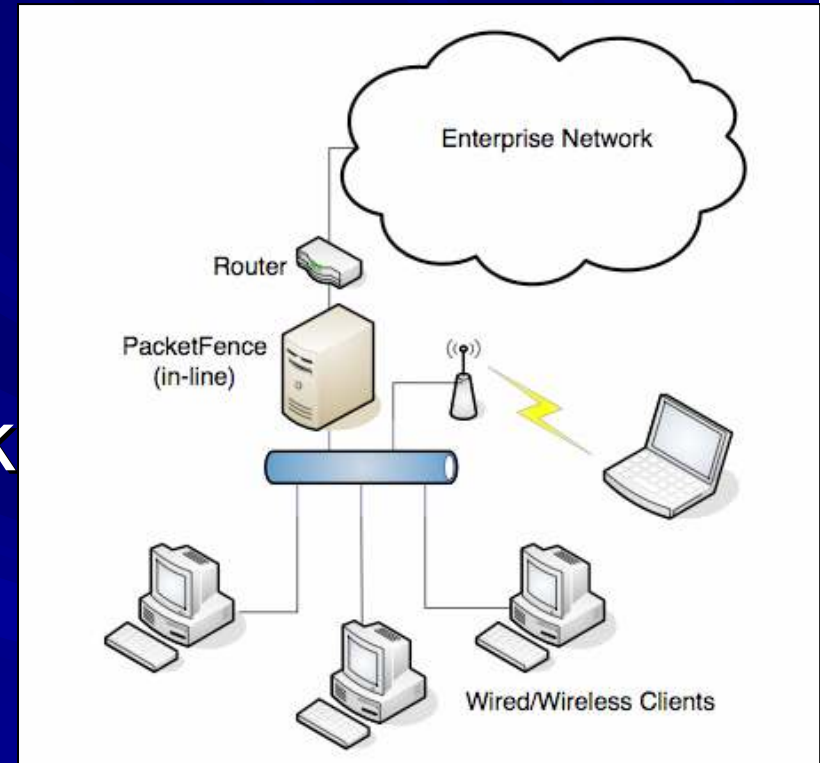 Enterprise Network
Router
PacketFence
(in-line)
Wired/Wireless Clients